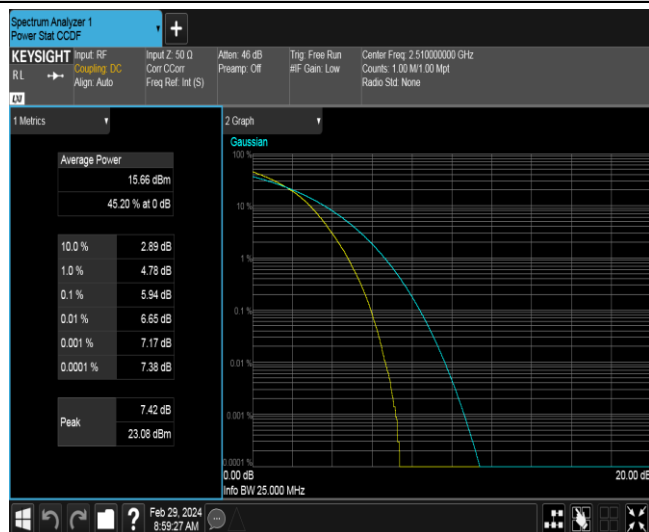 Spectrum Analyzer 1
Power Stat CCDF
+
KEYSIGHT
RL
LXI
Input: RF
Coupling: DC
Align: Auto
Input Z: 50 Ω
Corr CCorr
Freq Ref: Int (S)
Atten: 46 dB
Preamp: Off
Trig: Free Run
#IF Gain: Low
Center Freq: 2.510000000 GHz
Counts: 1.00 M/1.00 Mpt
Radio Std: None
1 Metrics
Average Power
15.66 dBm
45.20 % at 0 dB
10.0 % 2.89 dB
1.0 % 4.78 dB
0.1 % 5.94 dB
0.01 % 6.65 dB
0.001 % 7.17 dB
0.0001 % 7.38 dB
Peak
7.42 dB
23.08 dBm
2 Graph
Gaussian
100 %
10 %
1 %
0.1 %
0.01 %
0.001 %
0.0001 %
0.00 dB
20.00 dB
Info BW 25.000 MHz
?
Feb 29, 2024
8:59:27 AM